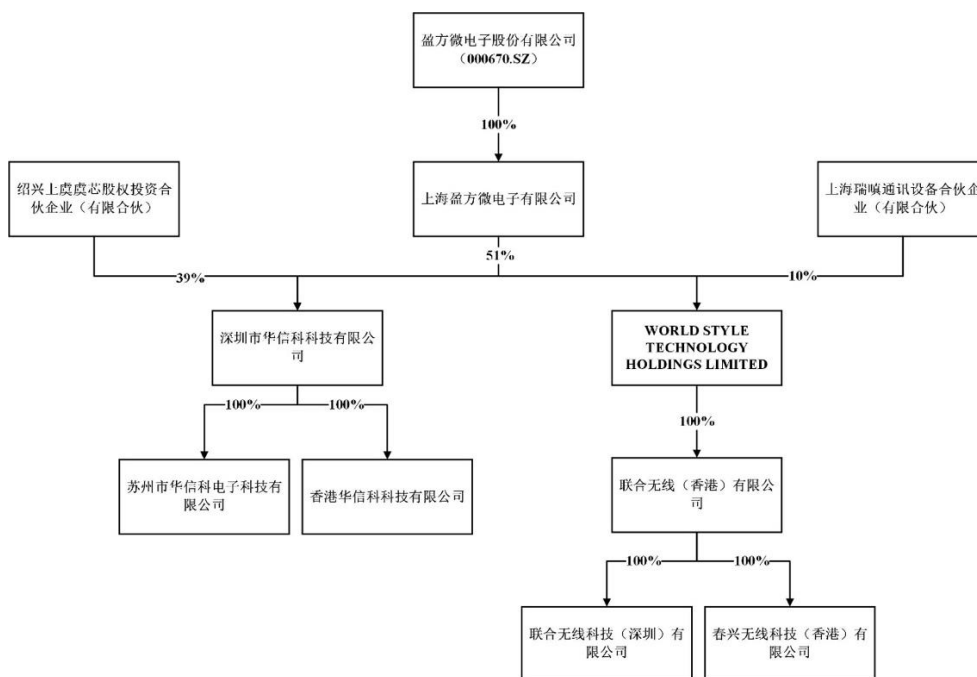 盈方微电子股份有限公司
（000670.SZ）
100%
绍兴上虞虞芯股权投资合
伙企业（有限合伙）
上海盈方微电子有限公司
上海瑞嗔通讯设备合伙企
业（有限合伙）
51%
39%
10%
深圳市华信科科技有限公
司
WORLD STYLE
TECHNOLOGY
HOLDINGS LIMITED
100%
100%
100%
苏州市华信科电子科技有
限公司
香港华信科科技有限公司
联合无线（香港）有限公
司
100%
100%
联合无线科技（深圳）有
限公司
春兴无线科技（香港）有
限公司